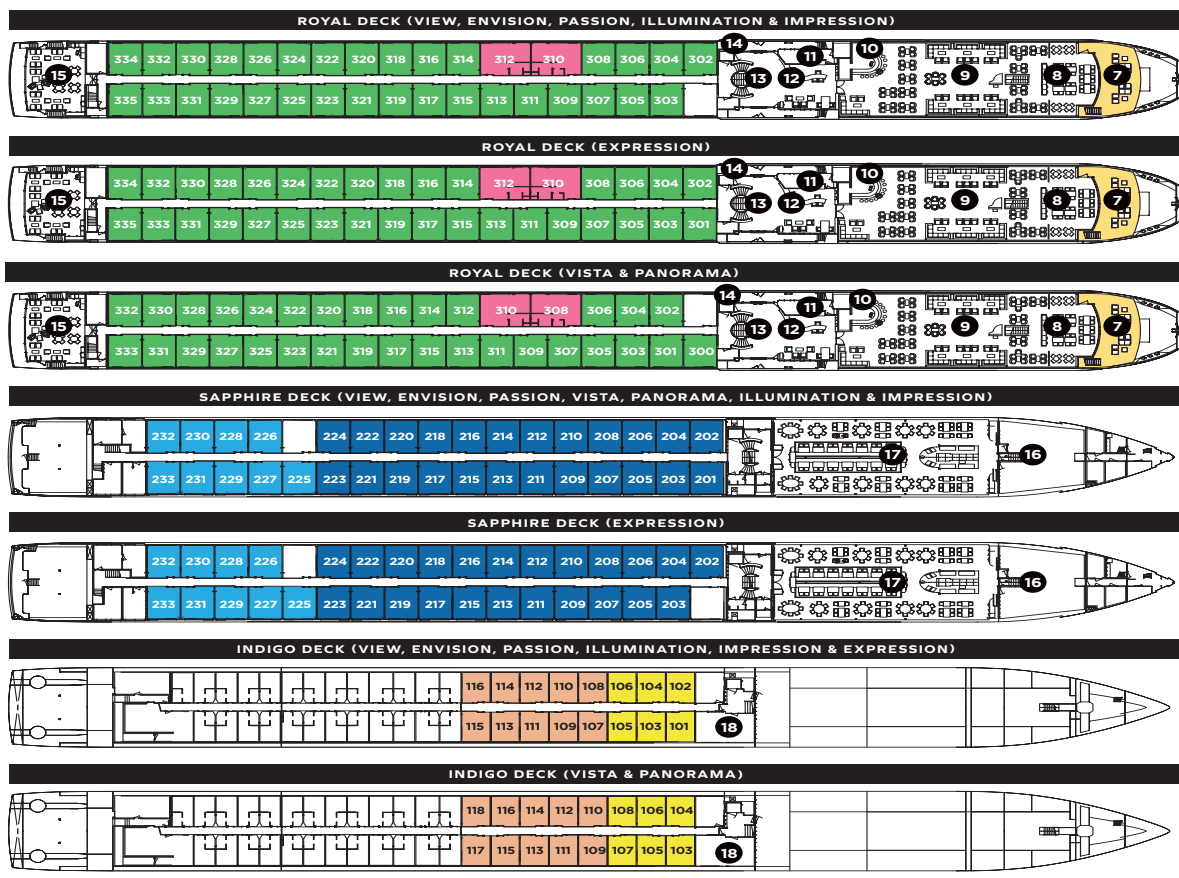 ROYAL DECK (VIEW, ENVISION, PASSION, ILLUMINATION & IMPRESSION)
14 11 10
334 332 330 328 326 324 322 320 318 316 314 312 310 308 306 304 302
15 13 12 9 8 7
335 333 331 329 327 325 323 321 319 317 315 313 311 309 307 305 303
ROYAL DECK (EXPRESSION)
14 11 10
334 332 330 328 326 324 322 320 318 316 314 312 310 308 306 304 302
15 13 12 9 8 7
335 333 331 329 327 325 323 321 319 317 315 313 311 309 307 305 303 301
ROYAL DECK (VISTA & PANORAMA)
14 11 10
332 330 328 326 324 322 320 318 316 314 312 310 308 306 304 302
15 13 12 9 8 7
333 331 329 327 325 323 321 319 317 315 313 311 309 307 305 303 301 300
SAPPHIRE DECK (VIEW, ENVISION, PASSION, VISTA, PANORAMA, ILLUMINATION & IMPRESSION)
232 230 228 226 224 222 220 218 216 214 212 210 208 206 204 202
17 16
233 231 229 227 225 223 221 219 217 215 213 211 209 207 205 203 201
SAPPHIRE DECK (EXPRESSION)
232 230 228 226 224 222 220 218 216 214 212 210 208 206 204 202
17 16
233 231 229 227 225 223 221 219 217 215 213 211 209 207 205 203
INDIGO DECK (VIEW, ENVISION, PASSION, ILLUMINATION, IMPRESSION & EXPRESSION)
116 114 112 110 108 106 104 102
115 113 111 109 107 105 103 101 18
INDIGO DECK (VISTA & PANORAMA)
118 116 114 112 110 108 106 104
117 115 113 111 109 107 105 103 18